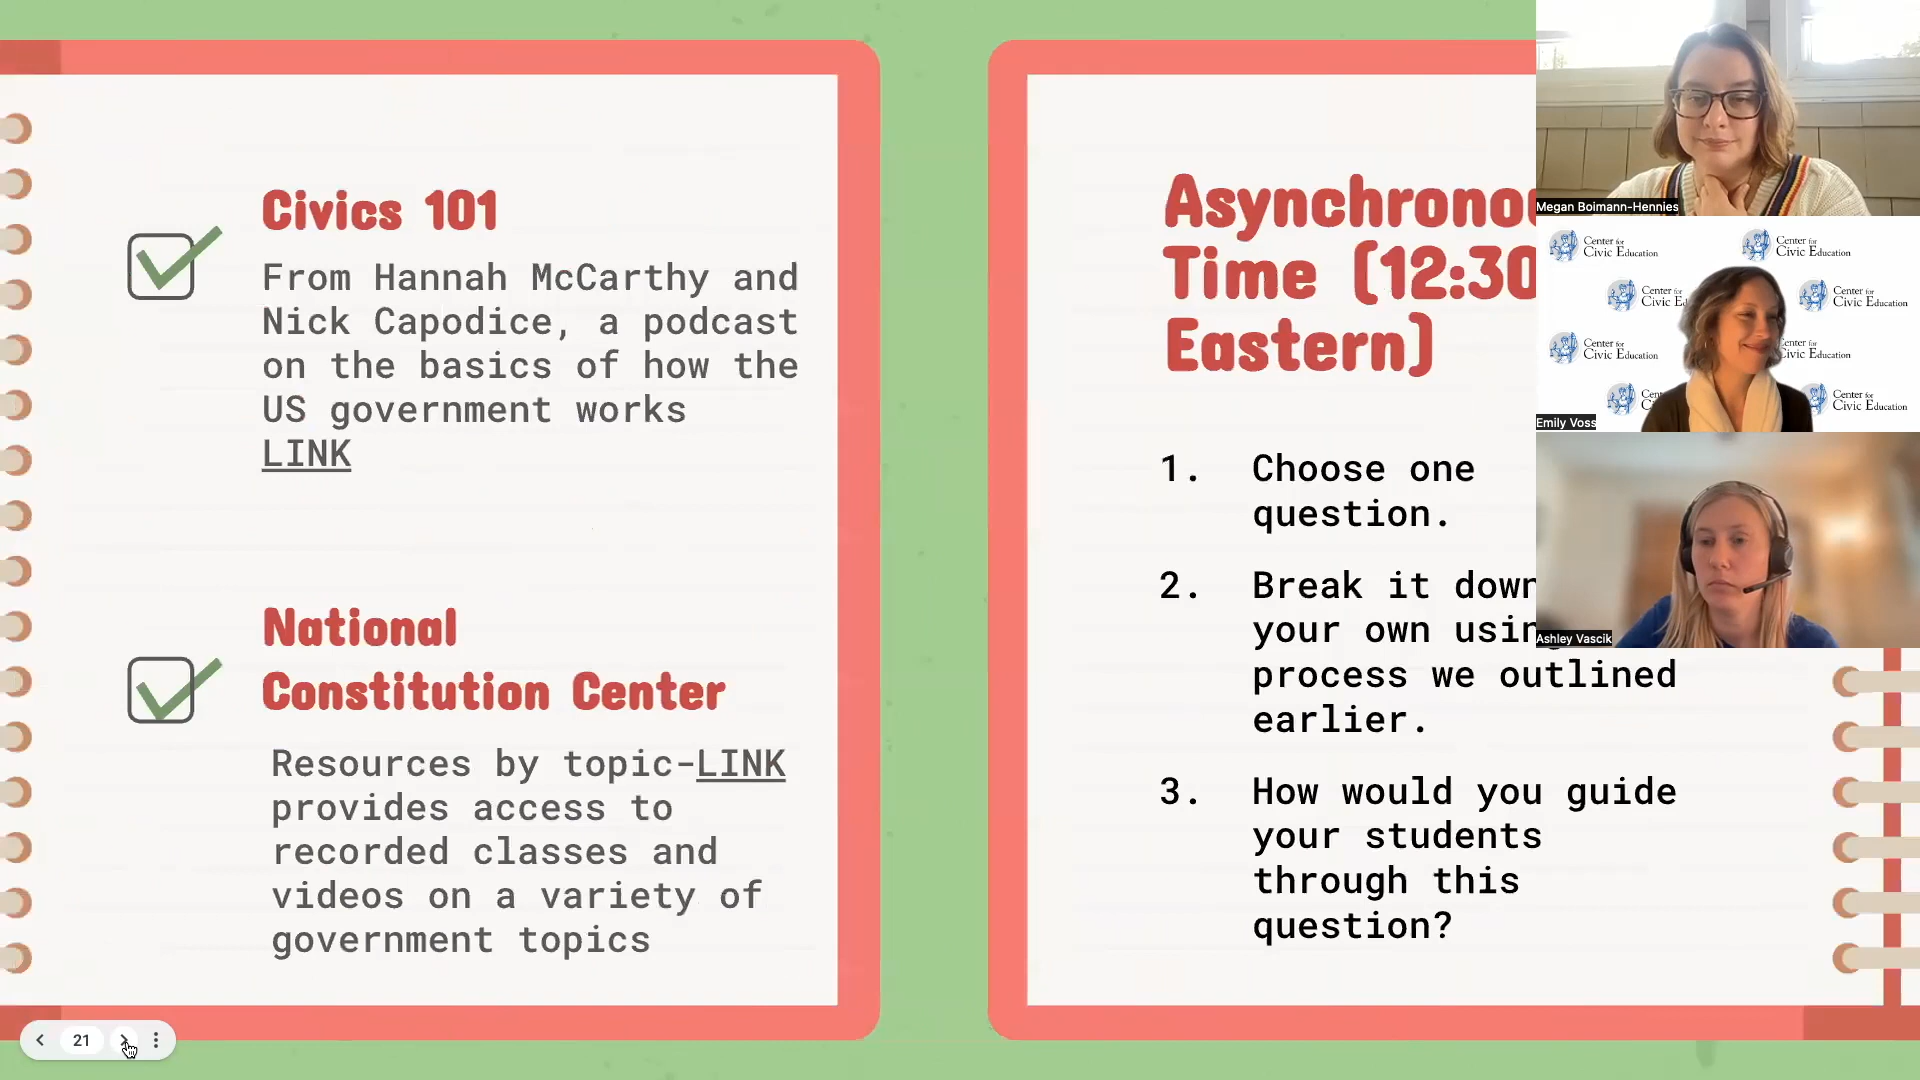 Civics 101
From Hannah McCarthy and
Nick Capodice, a podcast
on the basics of how the
US government works
LINK
National
Constitution Center
Resources by topic-LINK
provides access to
recorded classes and
videos on a variety of
government topics
Time (12:30
Eastern)
1. Choose one
question.
2. Break it down
your own
process we outlined
earlier.
3. How would you guide
your students
through this
question?
Megan Boimann-Hennies
Center for
Civic Education
Center for
Civic Education
Center for
Center for
Civic Education
Center for
Civic Education
Center for
Civic Education
Center for
Civic Education
Emily Voss
Ashley Vascik
21